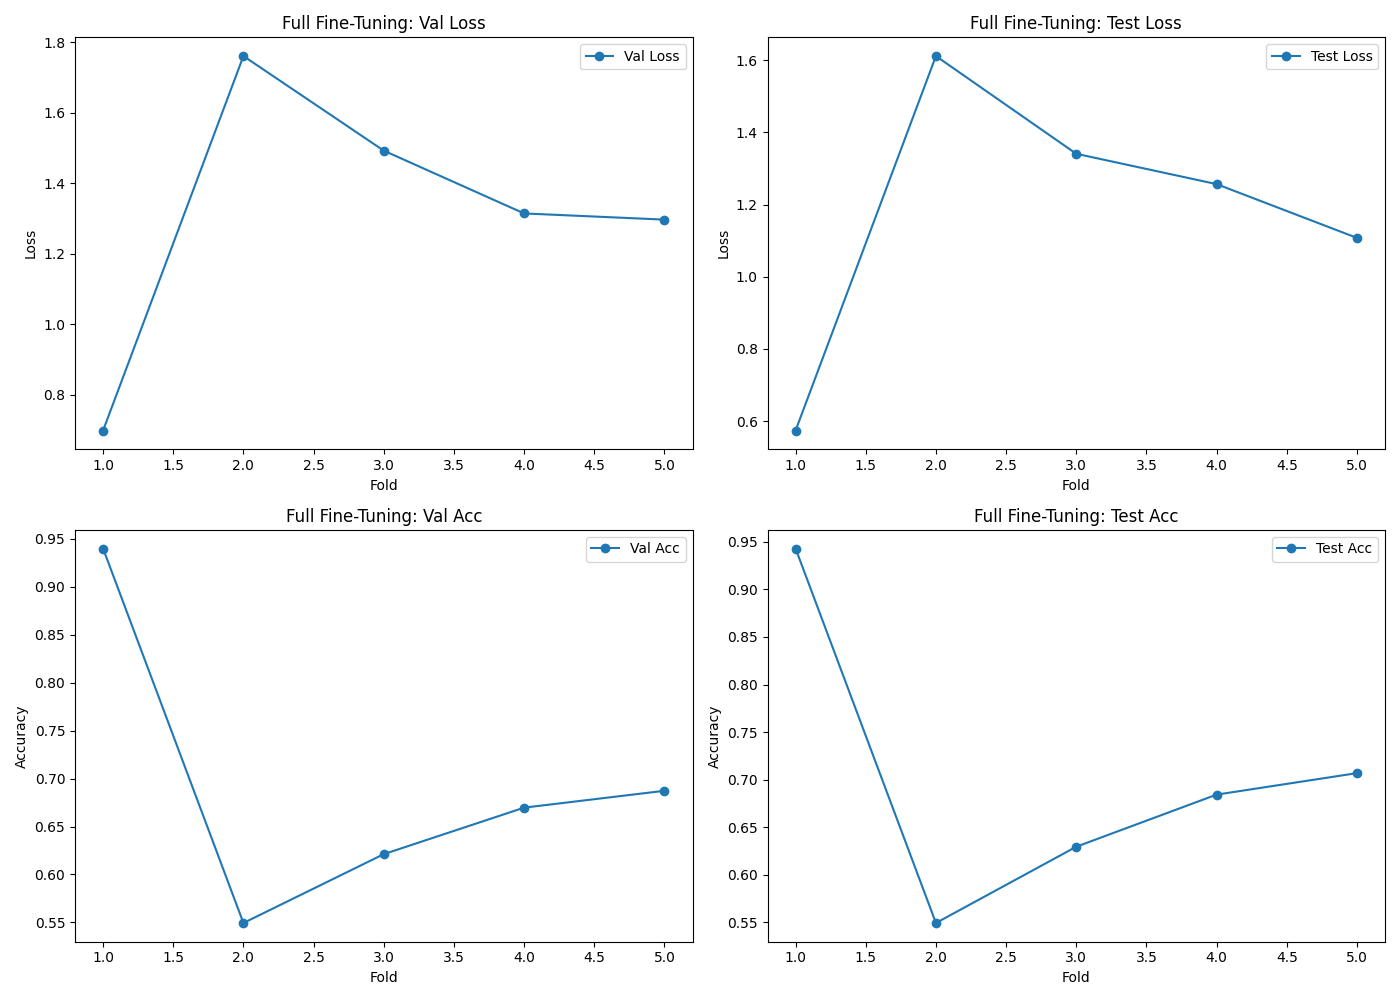 Full Fine-Tuning: Val Loss
Val Loss
Loss
1.8
1.6
1.4
1.2
1.0
0.8
1.0 1.5 2.0 2.5 3.0 3.5 4.0 4.5 5.0
Fold
Full Fine-Tuning: Test Loss
Test Loss
Loss
1.6
1.4
1.2
1.0
0.8
0.6
1.0 1.5 2.0 2.5 3.0 3.5 4.0 4.5 5.0
Fold
Full Fine-Tuning: Val Acc
Val Acc
Accuracy
0.95
0.90
0.85
0.80
0.75
0.70
0.65
0.60
0.55
1.0 1.5 2.0 2.5 3.0 3.5 4.0 4.5 5.0
Fold
Full Fine-Tuning: Test Acc
Test Acc
Accuracy
0.95
0.90
0.85
0.80
0.75
0.70
0.65
0.60
0.55
1.0 1.5 2.0 2.5 3.0 3.5 4.0 4.5 5.0
Fold